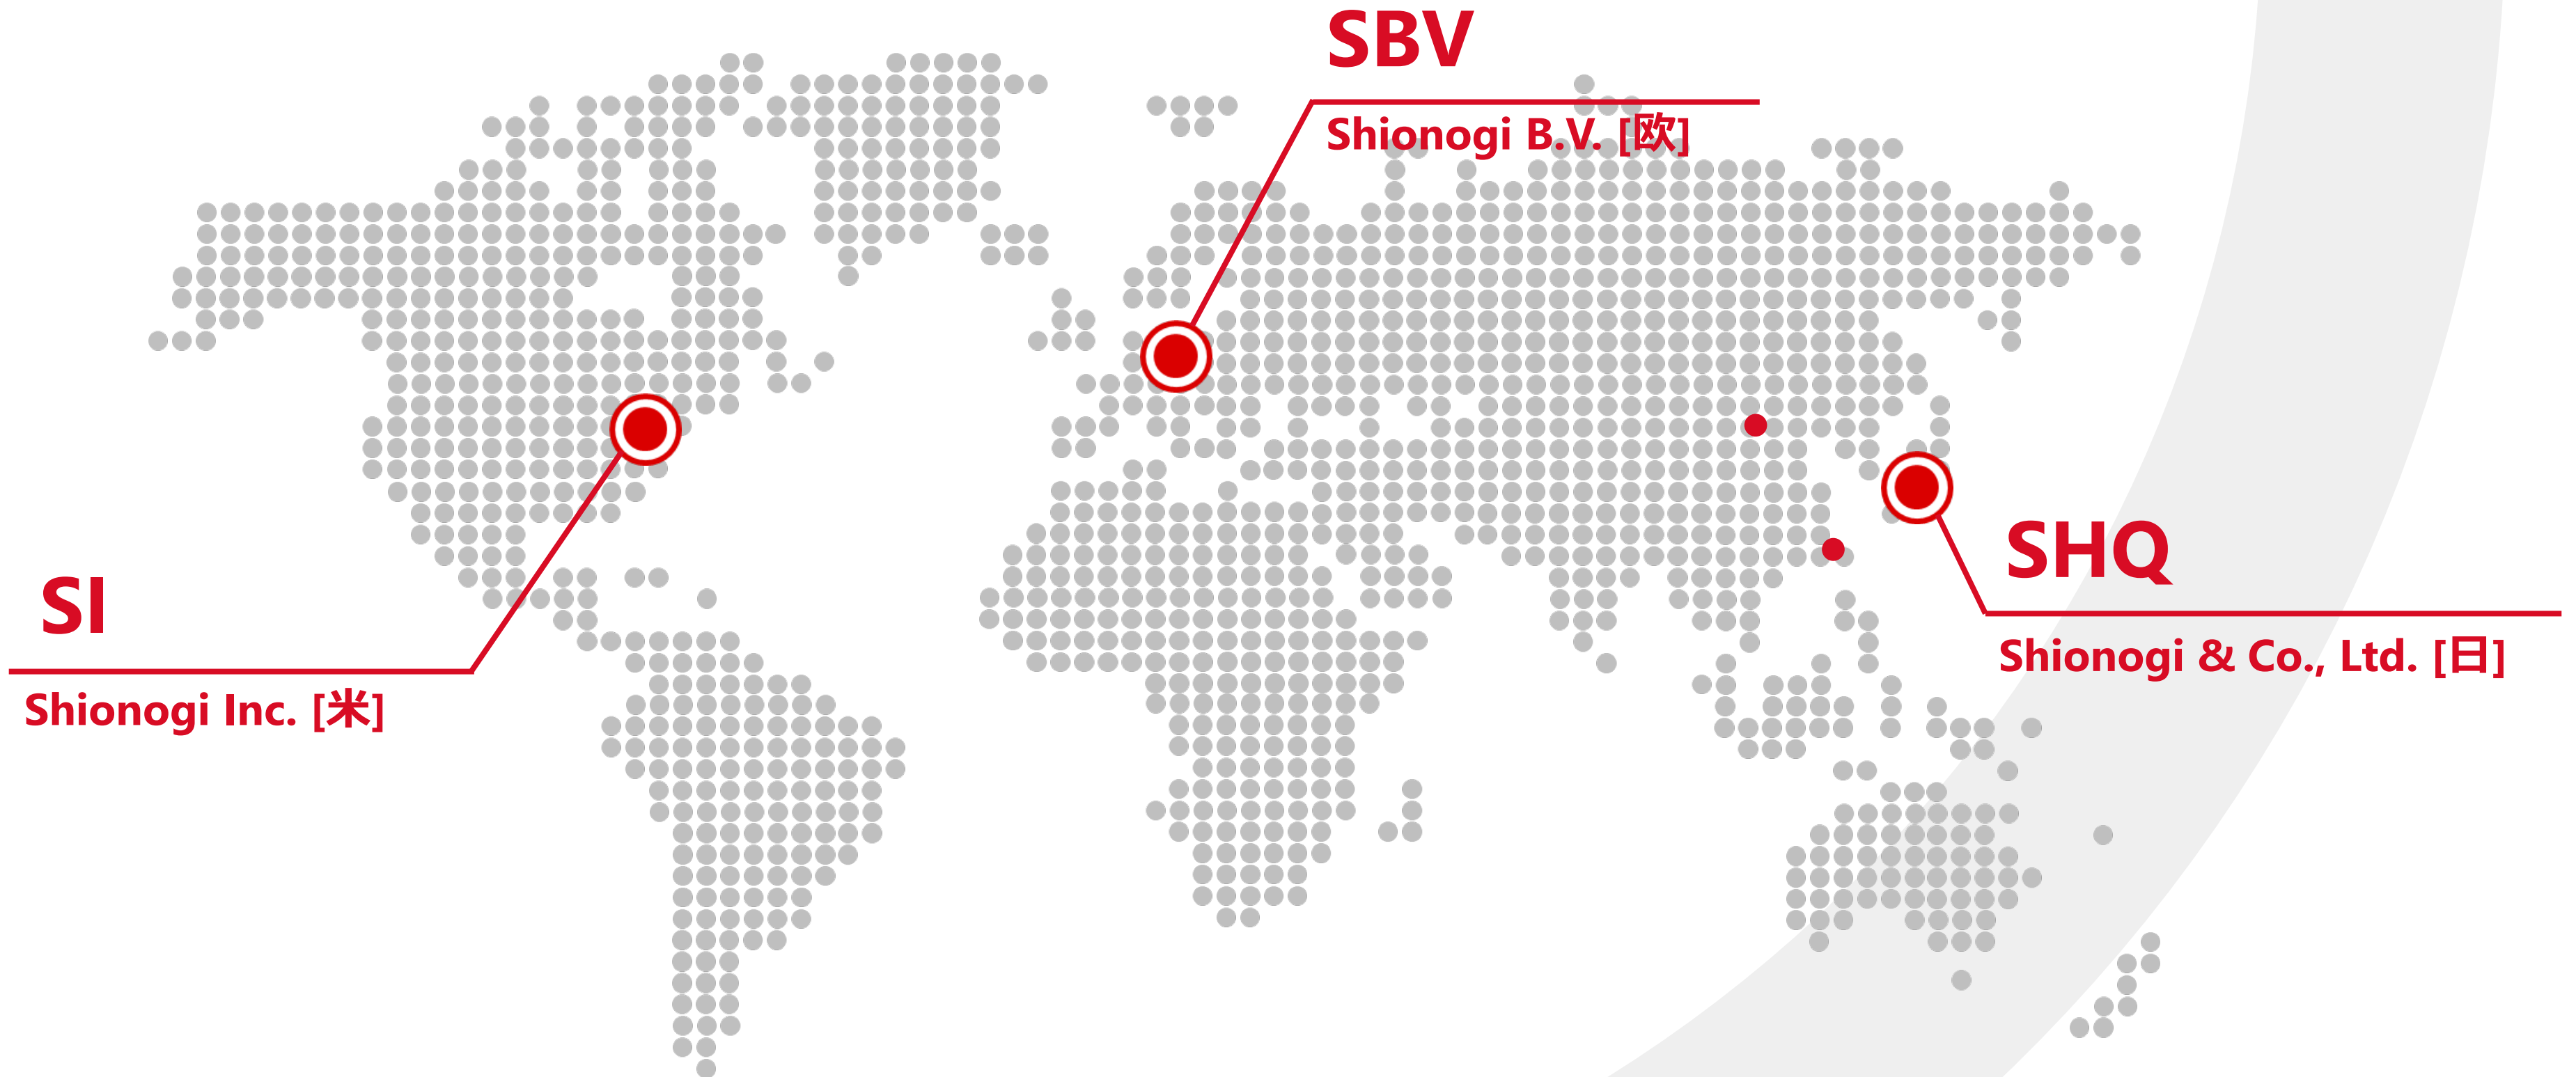 SBV
Shionogi B.V. [欧]
SHQ
Shionogi & Co., Ltd. [日]
SI
Shionogi Inc. [米]